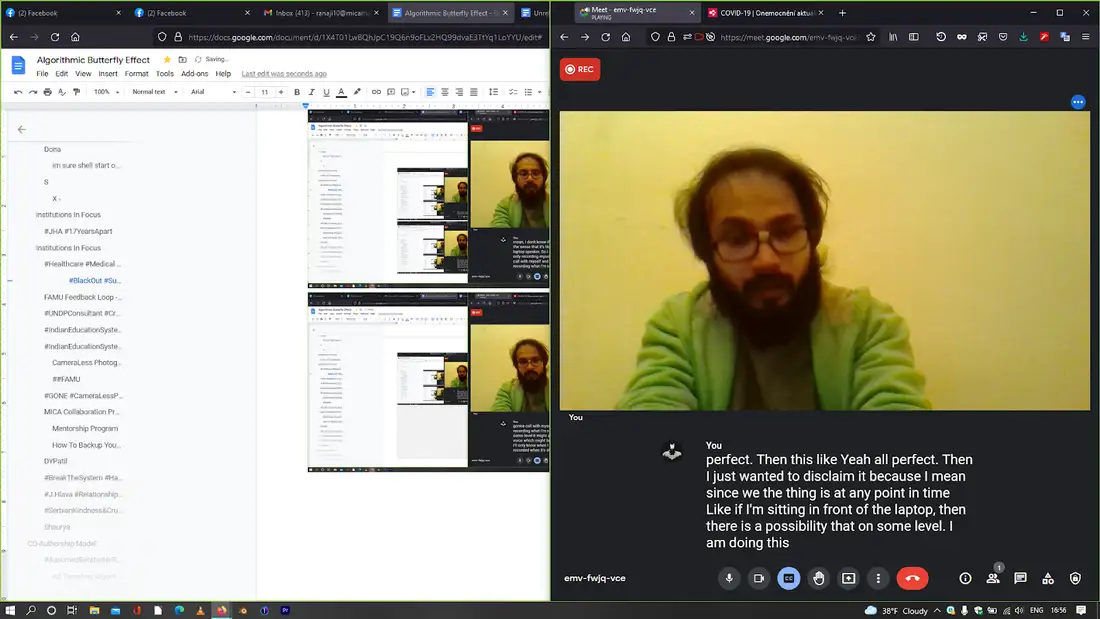 (2) Facebook
(2) Facebook
Inbox (413) - ranaji10@micam
Algorithmic Butterfly Effect - G
Unre
Meet - emv-fwjq-vce
PLAYING
COVID-19 | Onemocnění aktuá
https://meet.google.com/emv-fwjq-vce
Algorithmic Butterfly Effect
Saving...
File Edit View Insert Format Tools Add-ons Help
Last edit was seconds ago
100% Normal text Arial 11
REC
im sure shell start o...
S
X -
Institutions In Focus
#JHA #17YearsApart
Institutions In Focus
#Healthcare #Medical ...
#BlackOut #Su...
FAMU Feedback Loop -...
#UNDPConsultant #Cr...
#IndianEducationSyste...
#IndianEducationSyste...
CameraLess Photog...
##FAMU
#GONE #CameraLessP...
MICA Collaboration Pr...
Mentorship Program
How To Backup You...
DYPatil
#BreakTheSystem #Ha...
#J.Hlava #Relationship...
#SerbianKindness&Cru...
Shaurya
CO-Authorship Model
You
You
perfect. Then this like Yeah all perfect. Then
I just wanted to disclaim it because I mean
since we the thing is at any point in time
Like if I'm sitting in front of the laptop, then
there is a possibility that on some level. I
am doing this
emv-fwjq-vce
1
38°F Cloudy
ENG
16:56